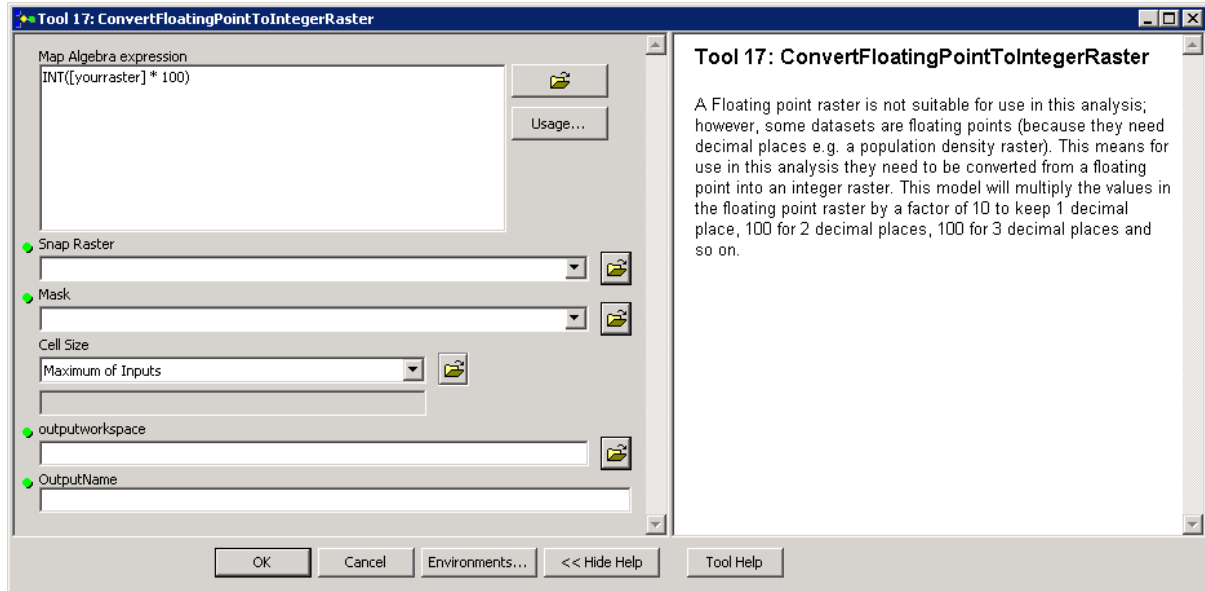 Tool 17: ConvertFloatingPointToIntegerRaster
Map Algebra expression
INT([yourraster] * 100)
Usage...
Snap Raster
Mask
Cell Size
Maximum of Inputs
outputworkspace
OutputName
OK
Cancel
Environments...
<< Hide Help
Tool Help
Tool 17: ConvertFloatingPointToIntegerRaster
A Floating point raster is not suitable for use in this analysis;
however, some datasets are floating points (because they need
decimal places e.g. a population density raster). This means for
use in this analysis they need to be converted from a floating
point into an integer raster. This model will multiply the values in
the floating point raster by a factor of 10 to keep 1 decimal
place, 100 for 2 decimal places, 100 for 3 decimal places and
so on.